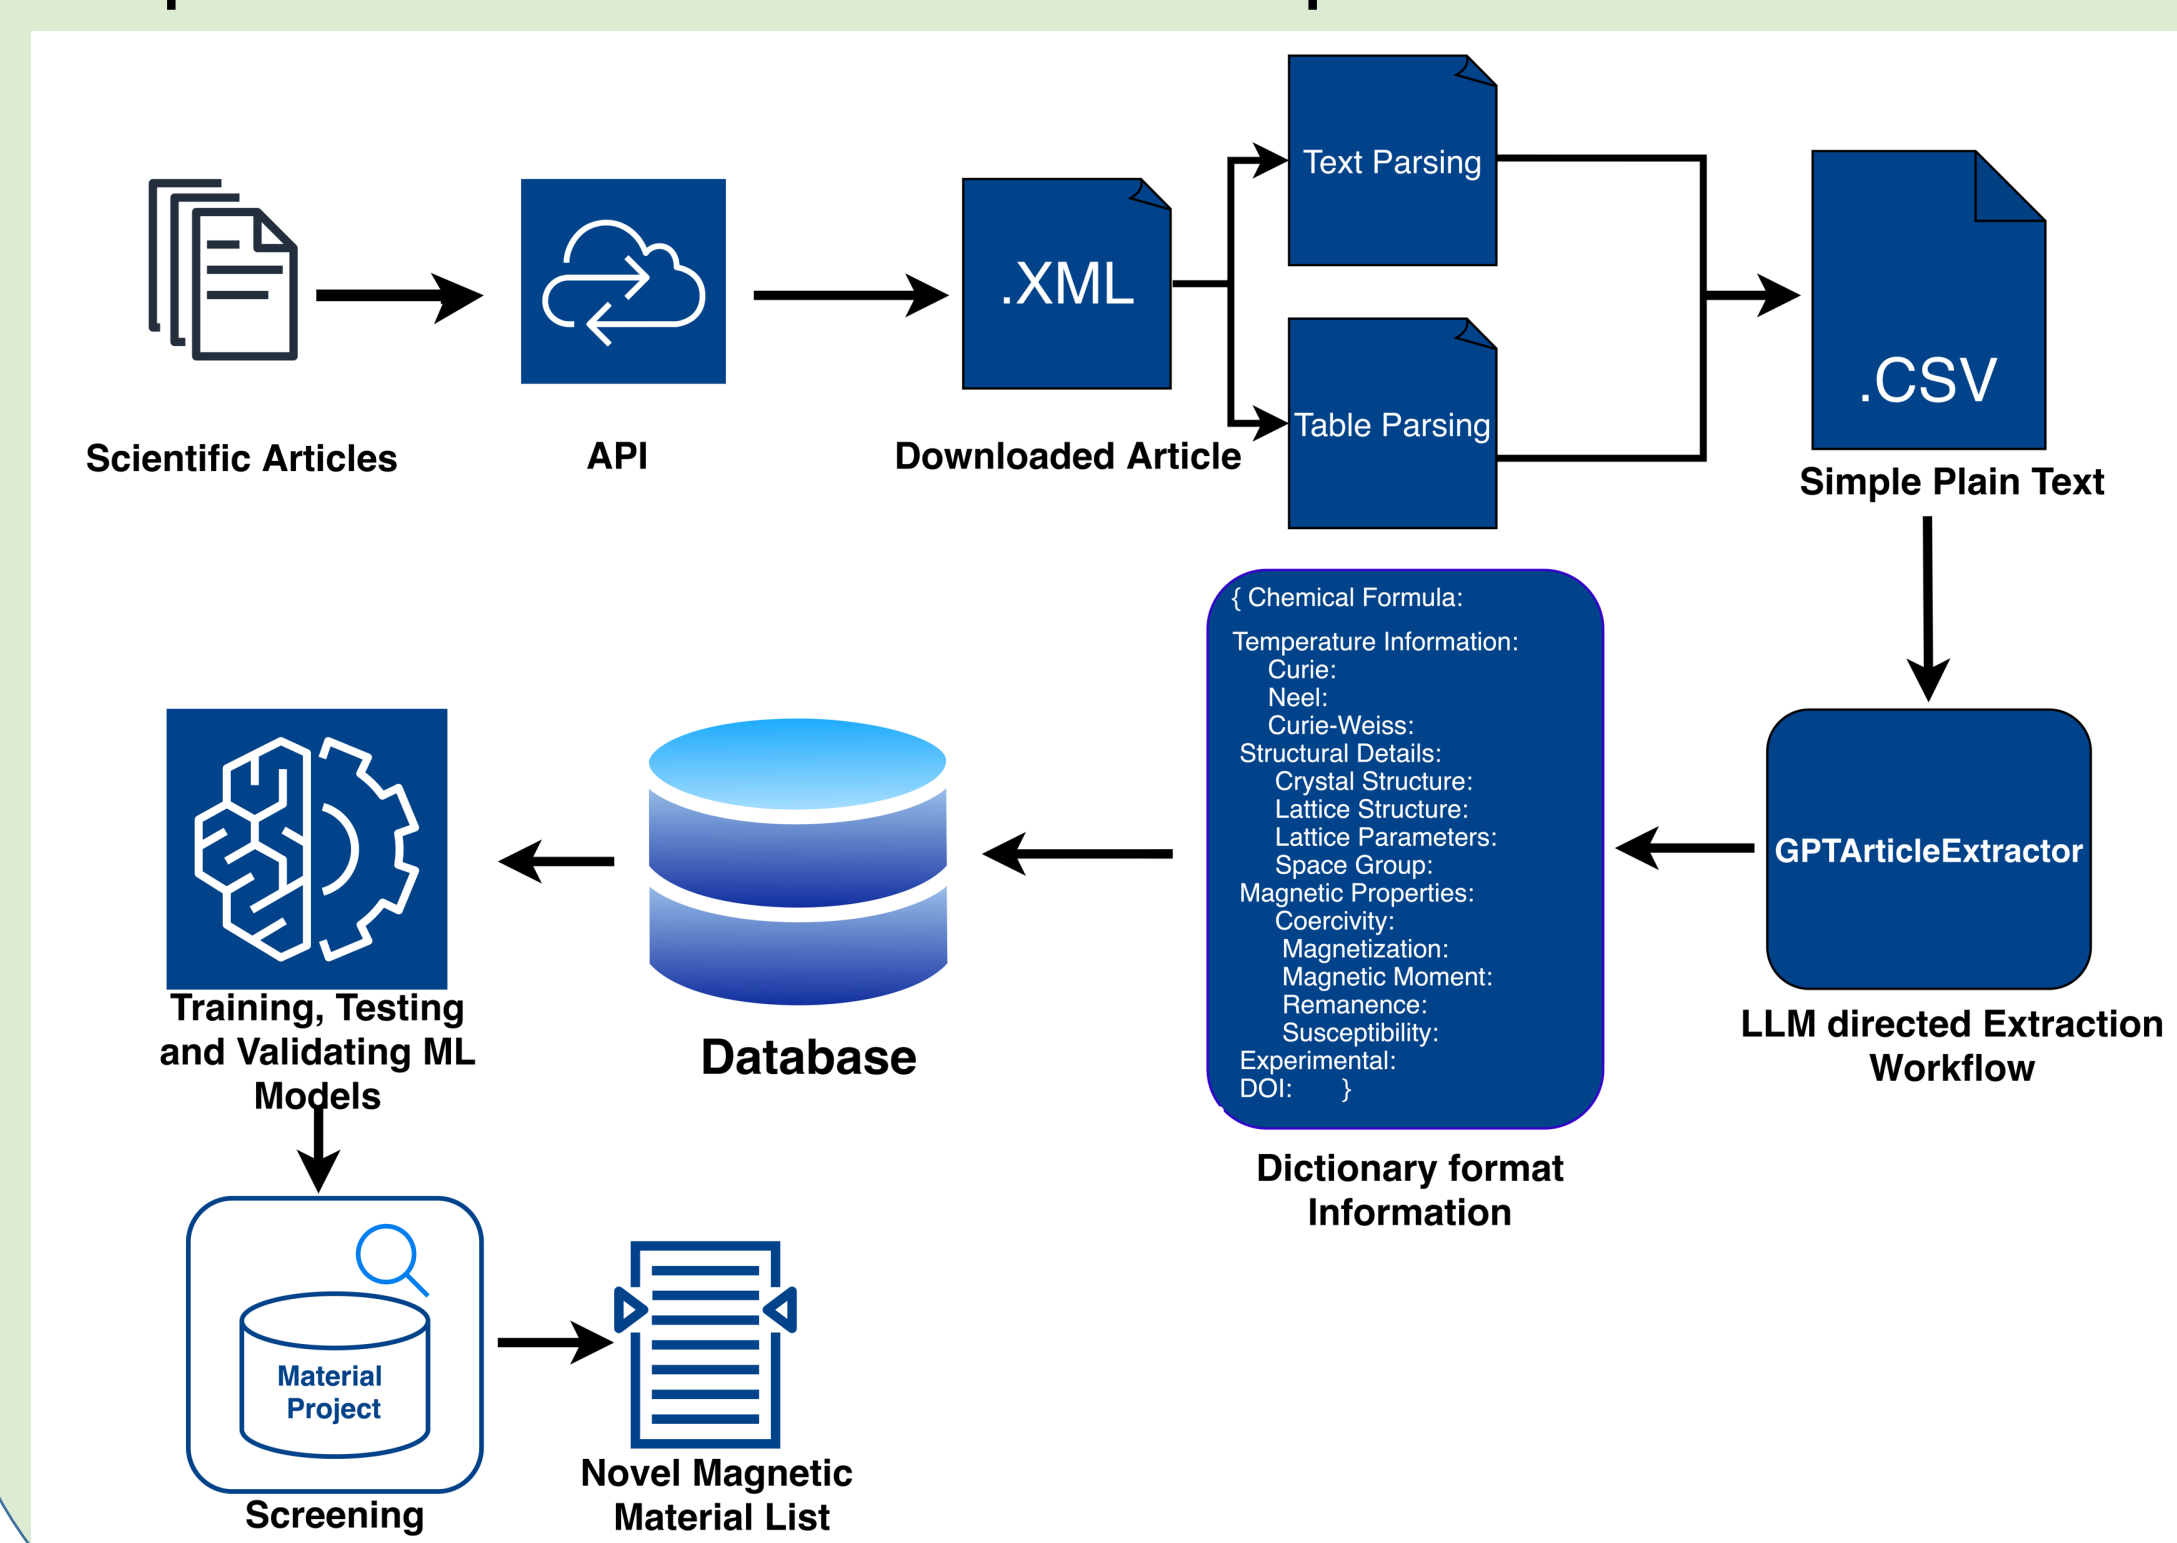 Text Parsing
.XML
.CSV
Table Parsing
Scientific Articles
API
Downloaded Article
Simple Plain Text
{ Chemical Formula:
Temperature Information:
Curie:
Neel:
Curie-Weiss:
Structural Details:
Crystal Structure:
Lattice Structure:
Lattice Parameters:
Space Group:
Magnetic Properties:
Coercivity:
Magnetization:
Magnetic Moment:
Remanence:
Susceptibility:
Experimental:
DOI: }
GPTArticleExtractor
LLM directed Extraction
Workflow
Dictionary format
Information
Database
Training, Testing
and Validating ML
Models
Material
Project
Screening
Novel Magnetic
Material List